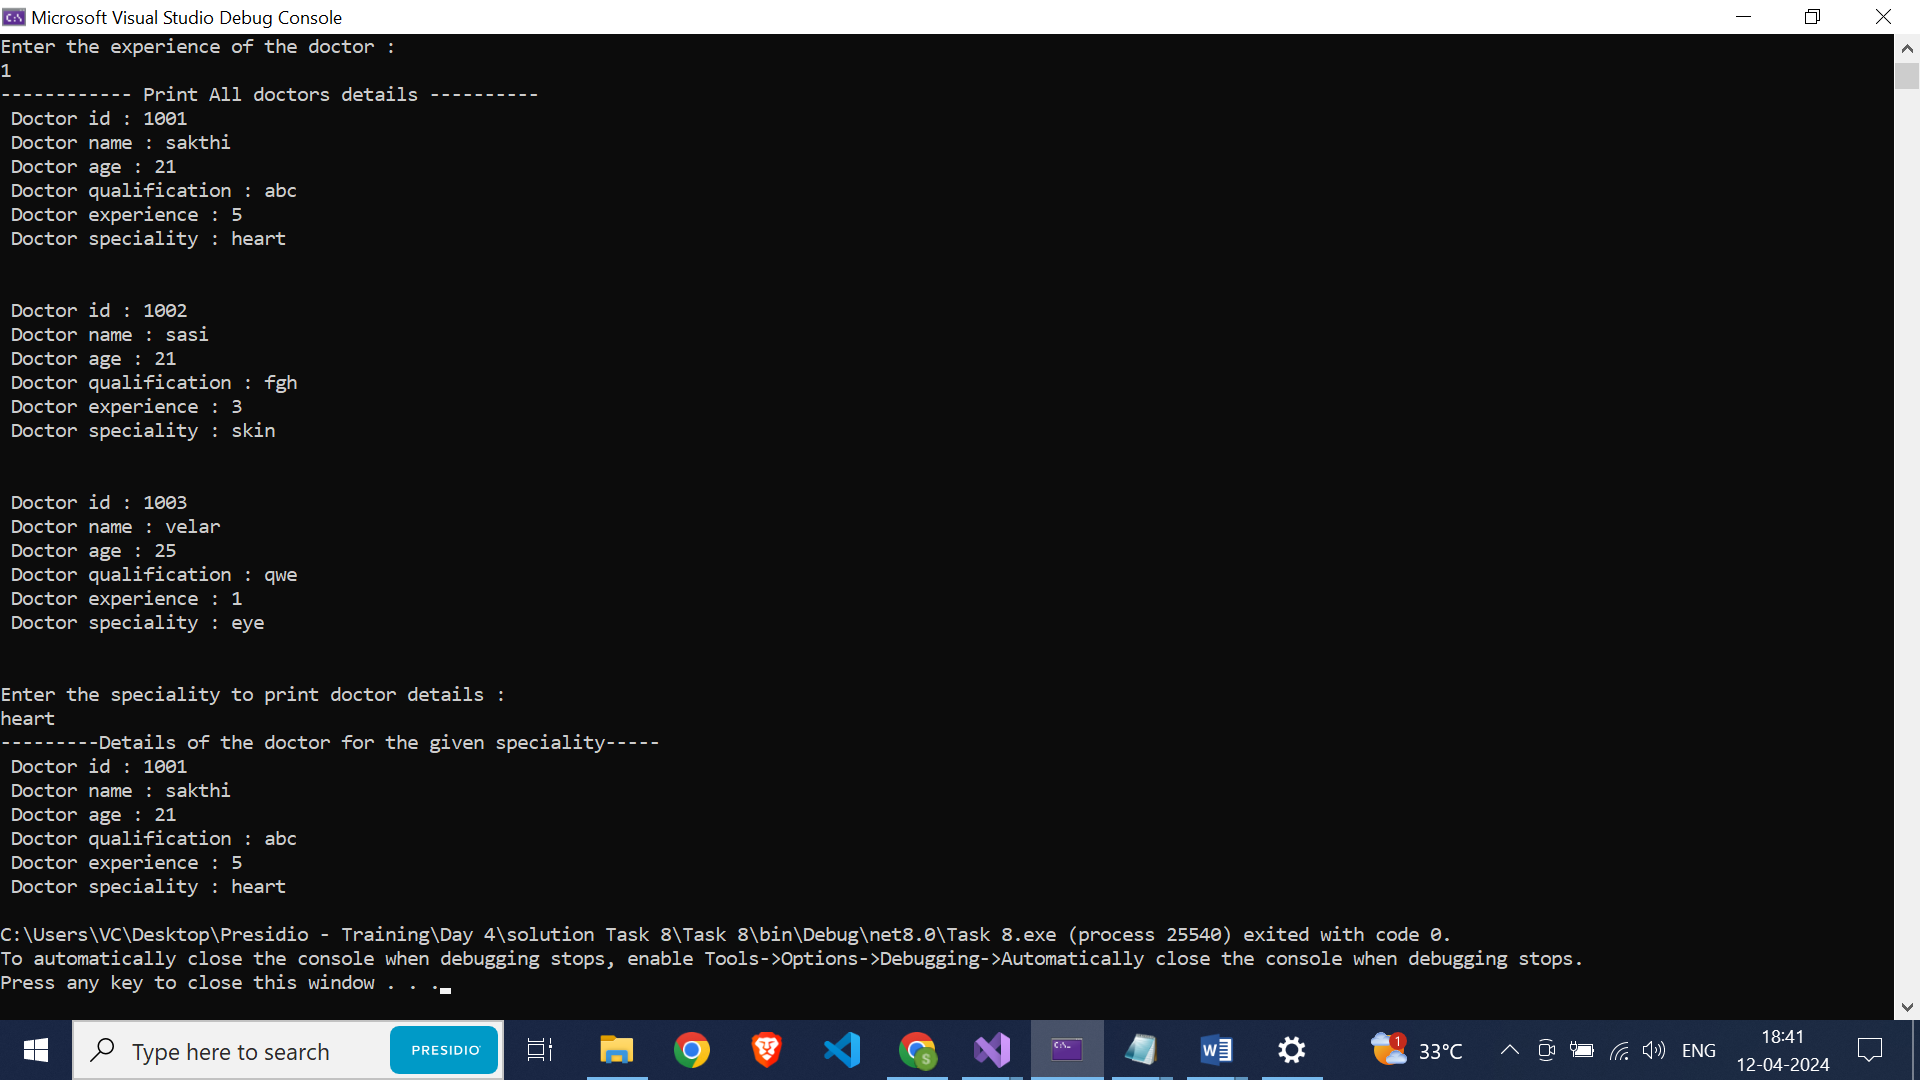 Microsoft Visual Studio Debug Console
Enter the experience of the doctor :
1
------------ Print All doctors details ----------
Doctor id : 1001
Doctor name : sakthi
Doctor age : 21
Doctor qualification : abc
Doctor experience : 5
Doctor speciality : heart
Doctor id : 1002
Doctor name : sasi
Doctor age : 21
Doctor qualification : fgh
Doctor experience : 3
Doctor speciality : skin
Doctor id : 1003
Doctor name : velar
Doctor age : 25
Doctor qualification : qwe
Doctor experience : 1
Doctor speciality : eye
Enter the speciality to print doctor details :
heart
---------Details of the doctor for the given speciality-----
Doctor id : 1001
Doctor name : sakthi
Doctor age : 21
Doctor qualification : abc
Doctor experience : 5
Doctor speciality : heart
C:\Users\VC\Desktop\Presidio - Training\Day 4\solution Task 8\Task 8\bin\Debug\net8.0\Task 8.exe (process 25540) exited with code 0.
To automatically close the console when debugging stops, enable Tools->Options->Debugging->Automatically close the console when debugging stops.
Press any key to close this window . . .
Type here to search
PRESIDIO
S
C:\_
W
1
33°C
ENG
18:41
12-04-2024